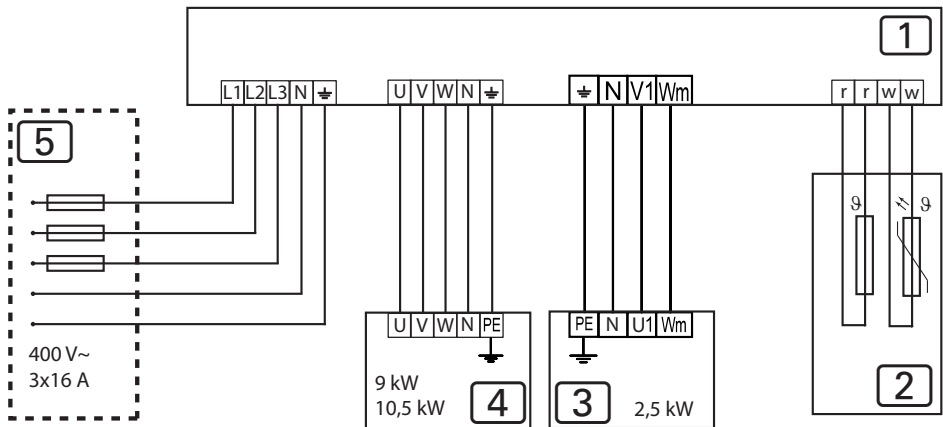 1
L1 L2 L3 N ⏚
U V W N ⏚
⏚ N V1 Wm
r r w w
5
ϑ ϑ
U V W N PE
PE N U1 Wm
400 V~
3x16 A
9 kW
10,5 kW
4
3
2,5 kW
2